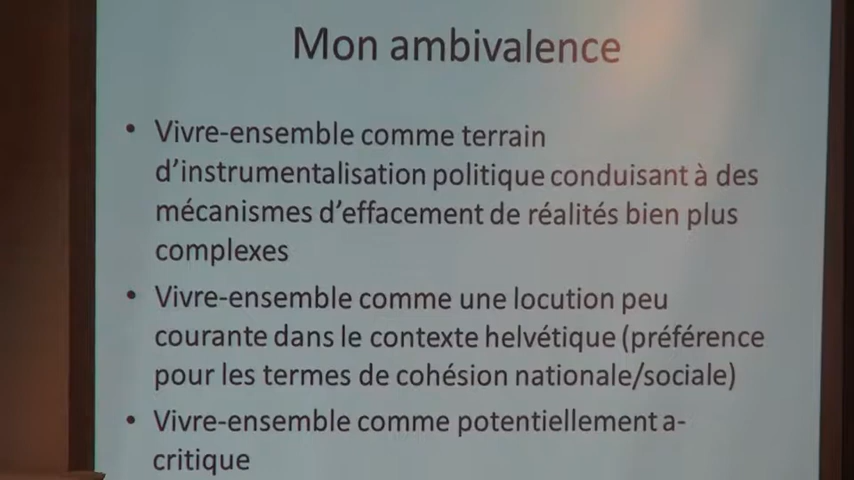 Mon ambivalence
• Vivre-ensemble comme terrain
d'instrumentalisation politique conduisant à des
mécanismes d'effacement de réalités bien plus
complexes
• Vivre-ensemble comme une locution peu
courante dans le contexte helvétique (préférence
pour les termes de cohésion nationale/sociale)
• Vivre-ensemble comme potentiellement a-
critique